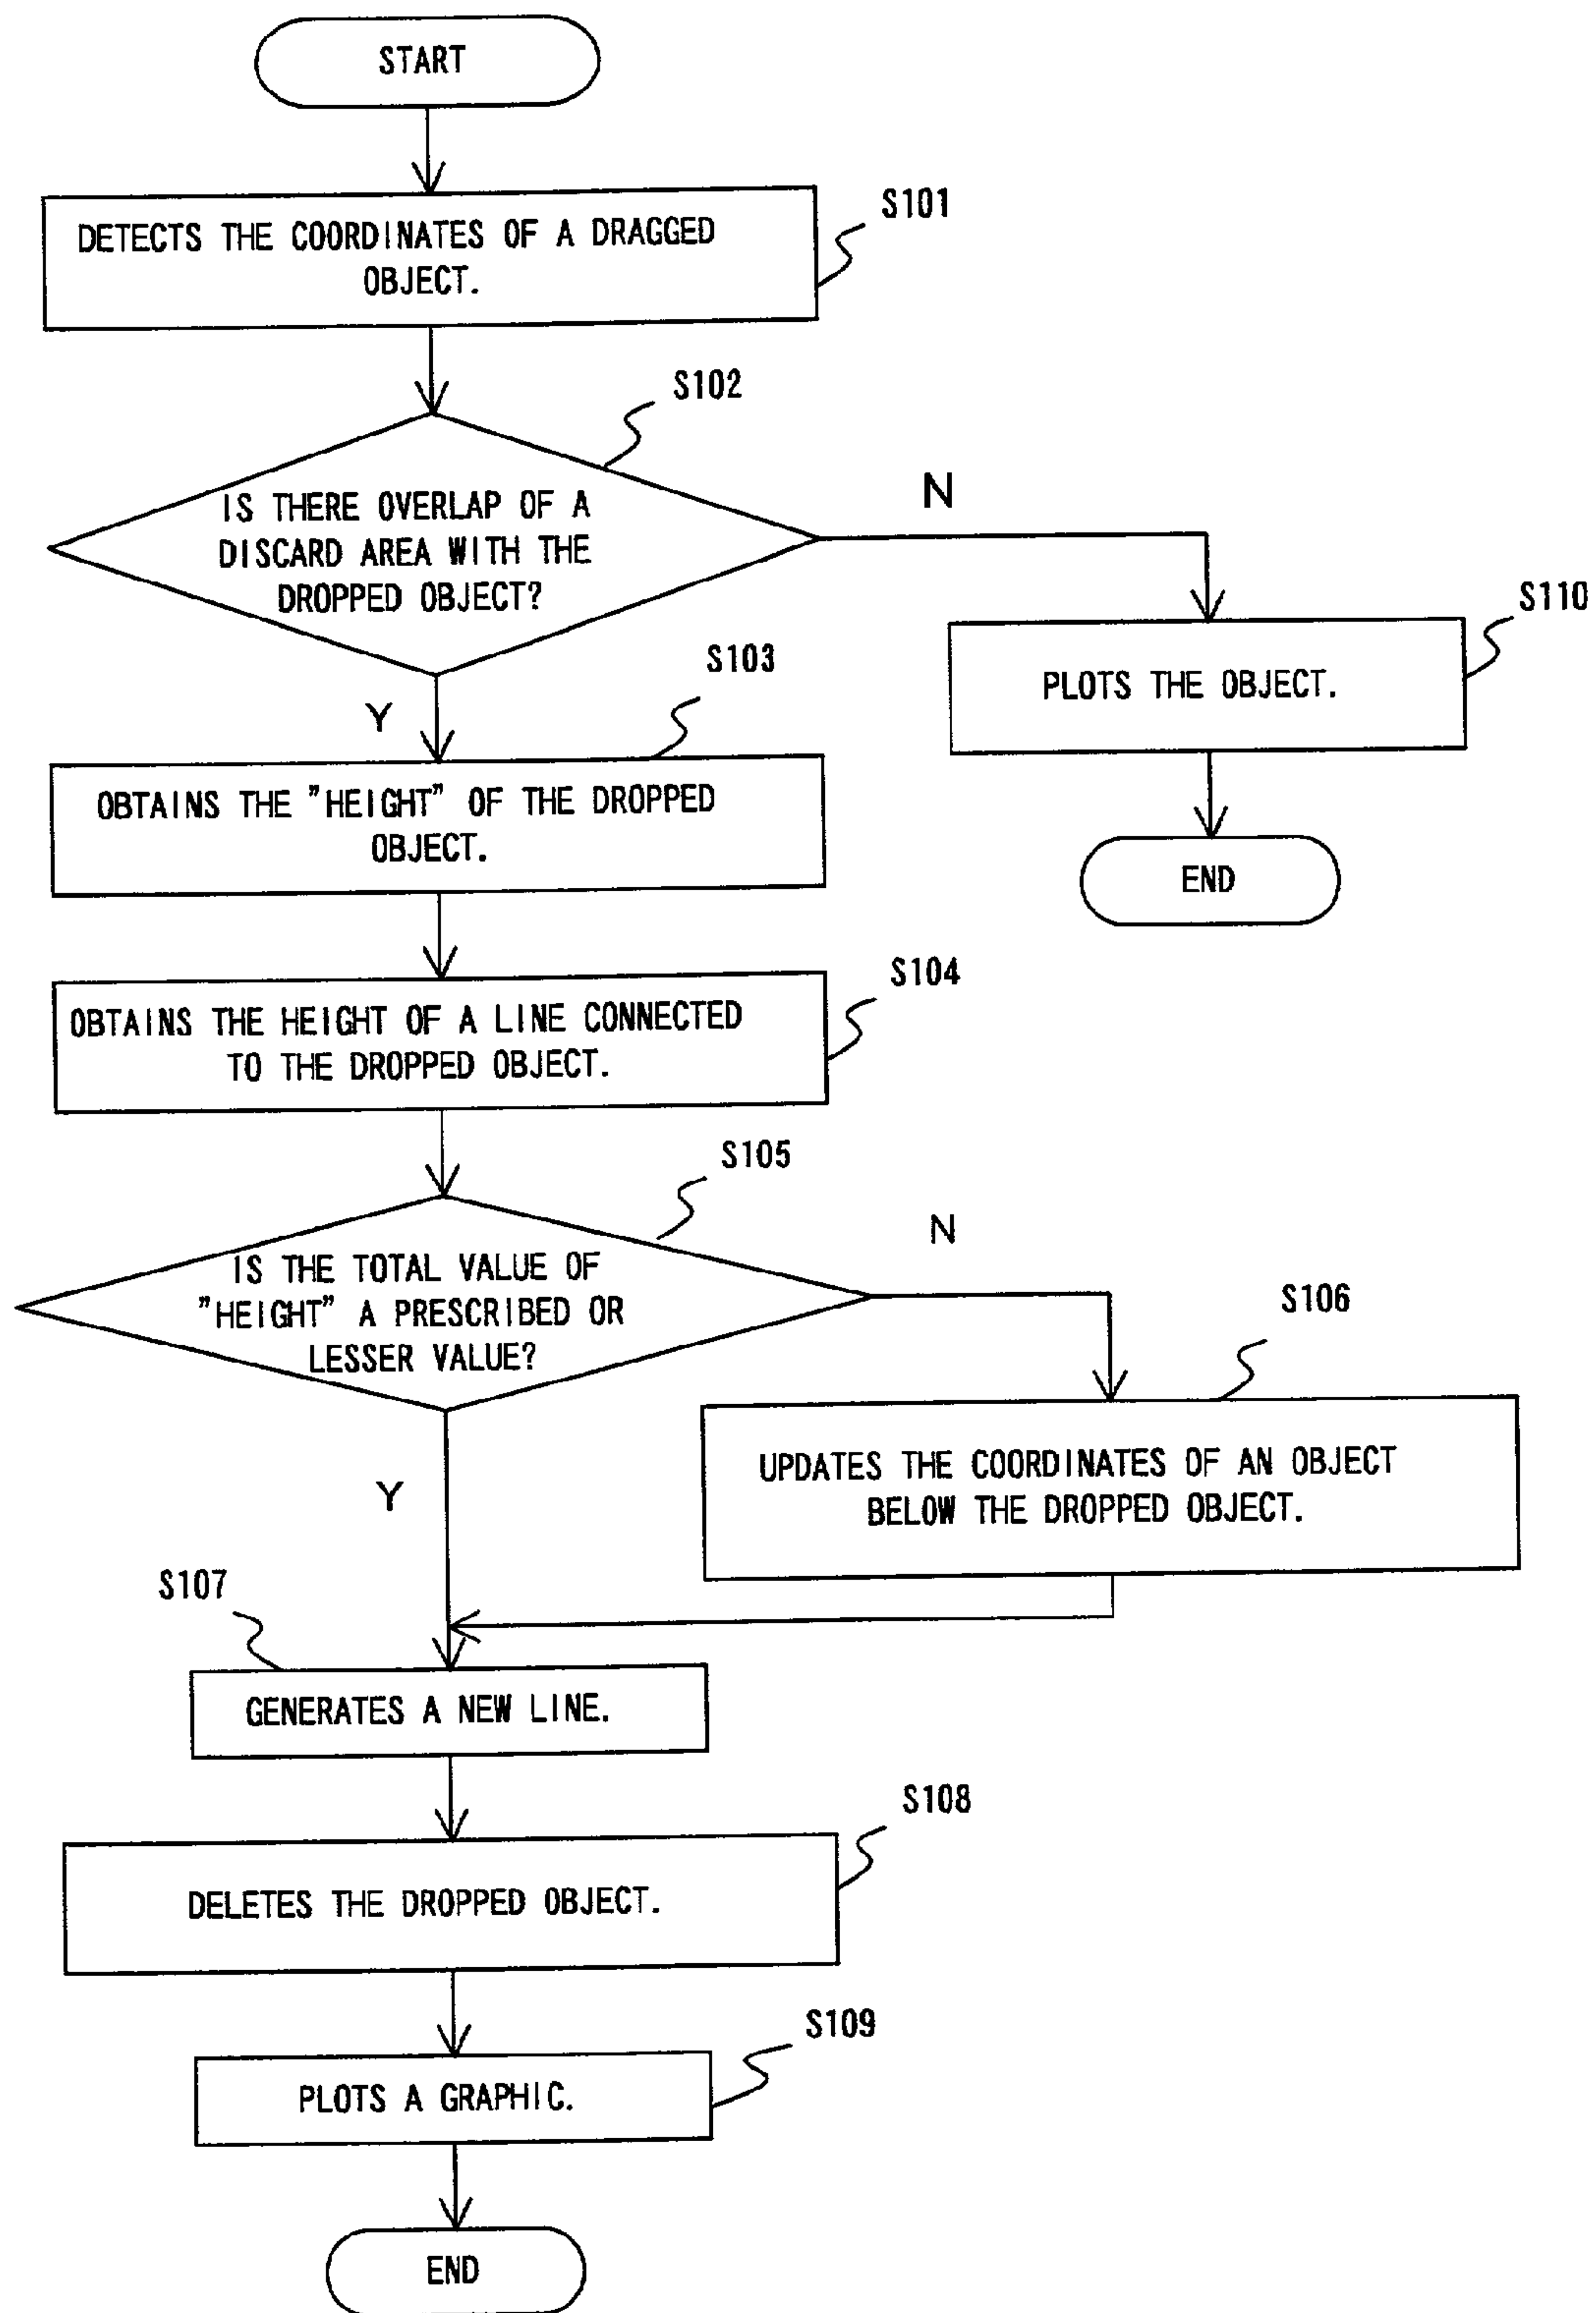 START
S101
DETECTS THE COORDINATES OF A DRAGGED
OBJECT.
S102
IS THERE OVERLAP OF A
DISCARD AREA WITH THE
DROPPED OBJECT?
N
S110
PLOTS THE OBJECT.
END
Y
S103
OBTAINS THE "HEIGHT" OF THE DROPPED
OBJECT.
S104
OBTAINS THE HEIGHT OF A LINE CONNECTED
TO THE DROPPED OBJECT.
S105
IS THE TOTAL VALUE OF
"HEIGHT" A PRESCRIBED OR
LESSER VALUE?
N
S106
UPDATES THE COORDINATES OF AN OBJECT
BELOW THE DROPPED OBJECT.
Y
S107
GENERATES A NEW LINE.
S108
DELETES THE DROPPED OBJECT.
S109
PLOTS A GRAPHIC.
END